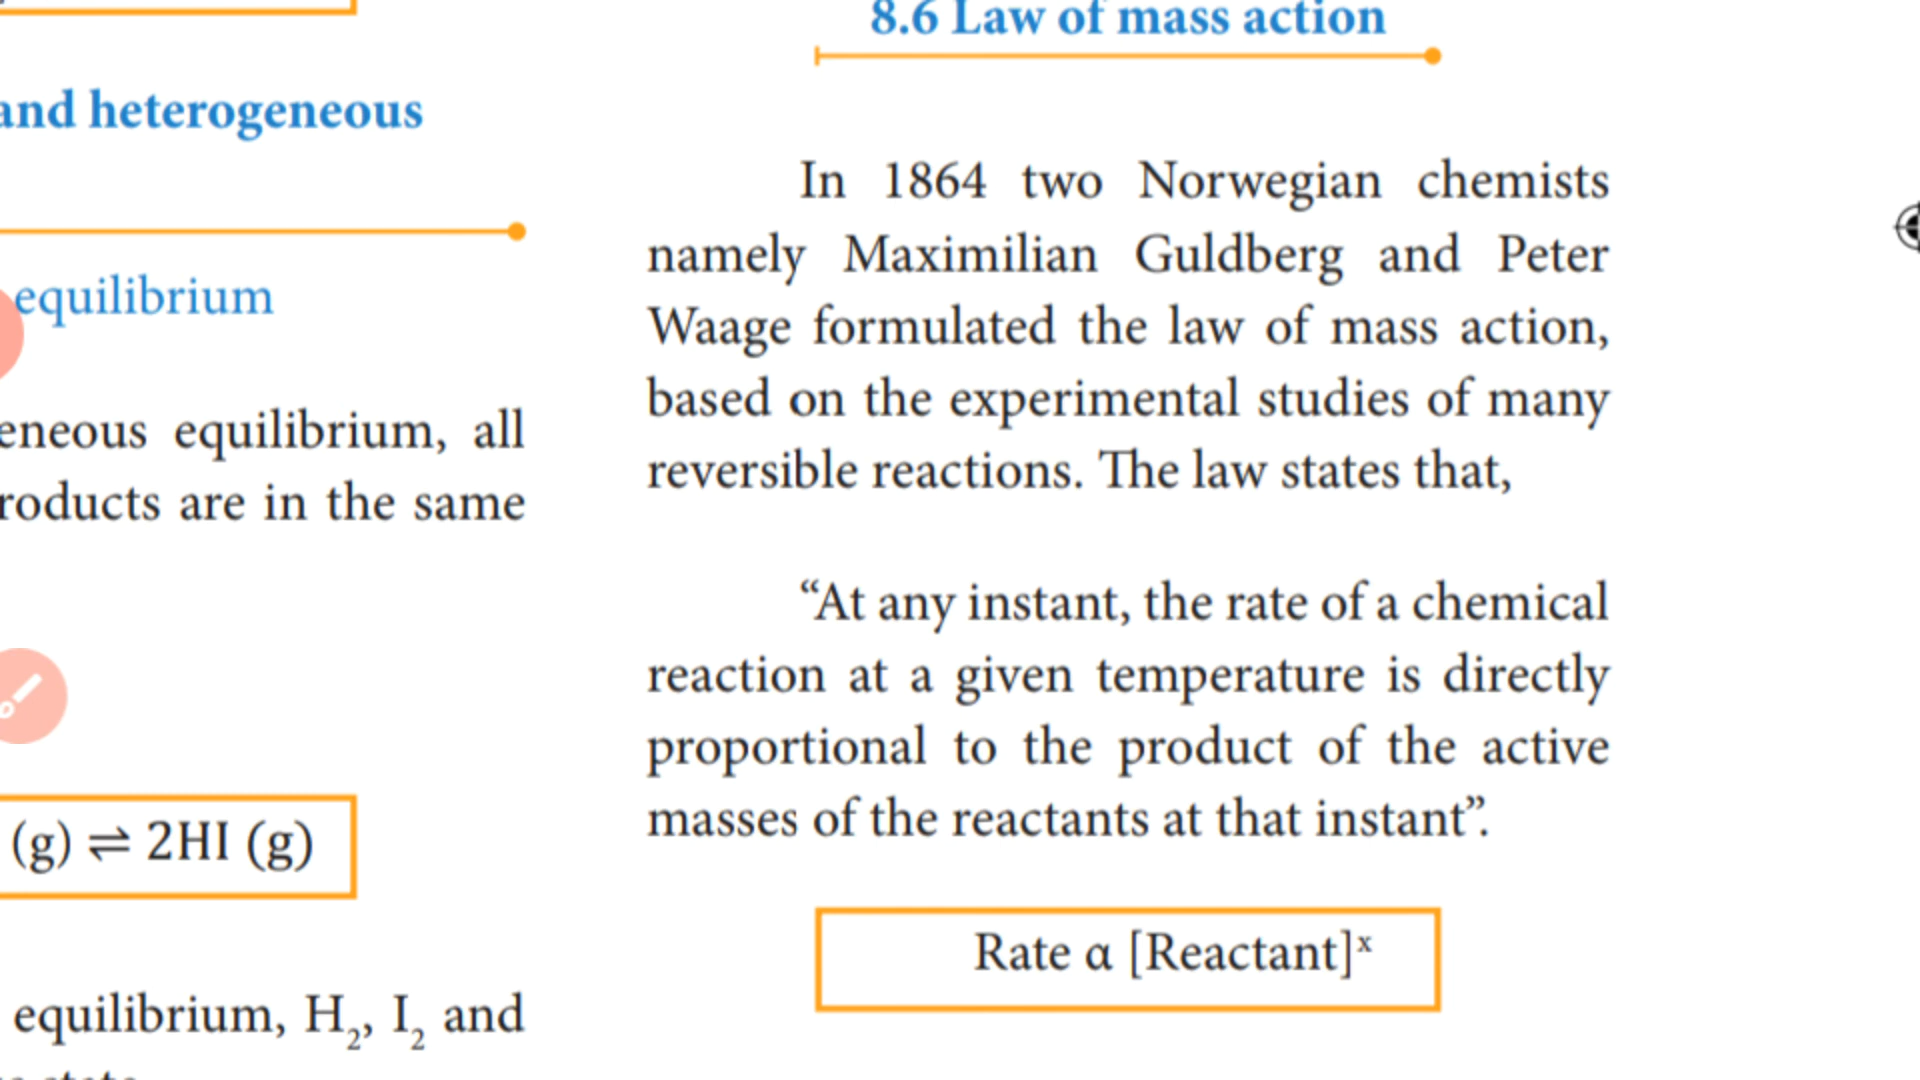 and heterogeneous
equilibrium
eneous equilibrium, all
roducts are in the same
(g) ⇌ 2HI (g)
equilibrium, H₂, I₂ and
8.6 Law of mass action
In 1864 two Norwegian chemists
namely Maximilian Guldberg and Peter
Waage formulated the law of mass action,
based on the experimental studies of many
reversible reactions. The law states that,
“At any instant, the rate of a chemical
reaction at a given temperature is directly
proportional to the product of the active
masses of the reactants at that instant”.
Rate α [Reactant]ˣ